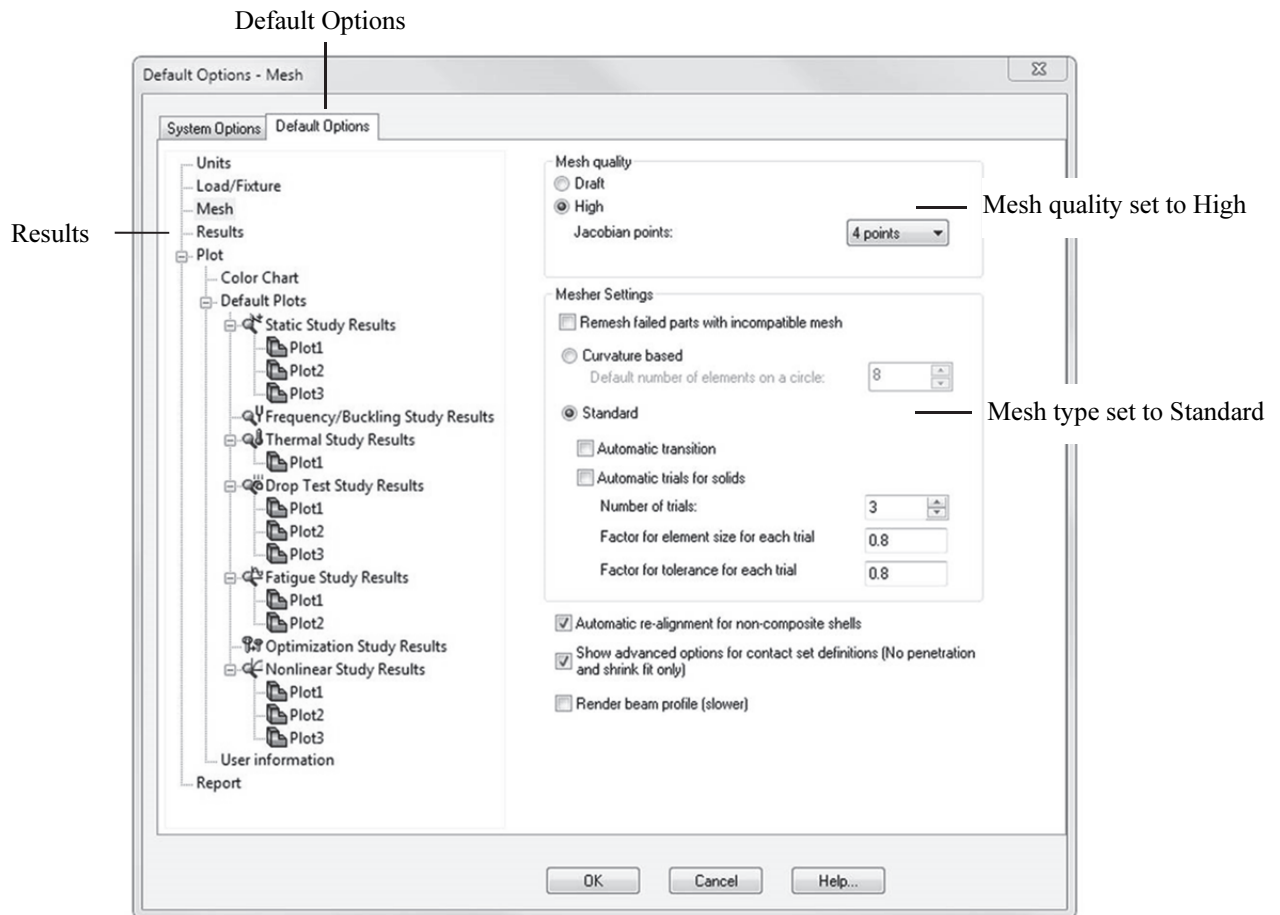 Default Options
Default Options - Mesh
System Options
Default Options
Units
Load/Fixture
Mesh
Results
Results
Plot
Color Chart
Default Plots
Static Study Results
Plot1
Plot2
Plot3
Frequency/Buckling Study Results
Thermal Study Results
Plot1
Drop Test Study Results
Plot1
Plot2
Plot3
Fatigue Study Results
Plot1
Plot2
Optimization Study Results
Nonlinear Study Results
Plot1
Plot2
Plot3
User information
Report
Mesh quality
Draft
High
Mesh quality set to High
Jacobian points:
4 points
Mesher Settings
Remesh failed parts with incompatible mesh
Curvature based
Default number of elements on a circle:
8
Standard
Mesh type set to Standard
Automatic transition
Automatic trials for solids
Number of trials:
3
Factor for element size for each trial
0.8
Factor for tolerance for each trial
0.8
Automatic re-alignment for non-composite shells
Show advanced options for contact set definitions (No penetration
and shrink fit only)
Render beam profile (slower)
OK
Cancel
Help...